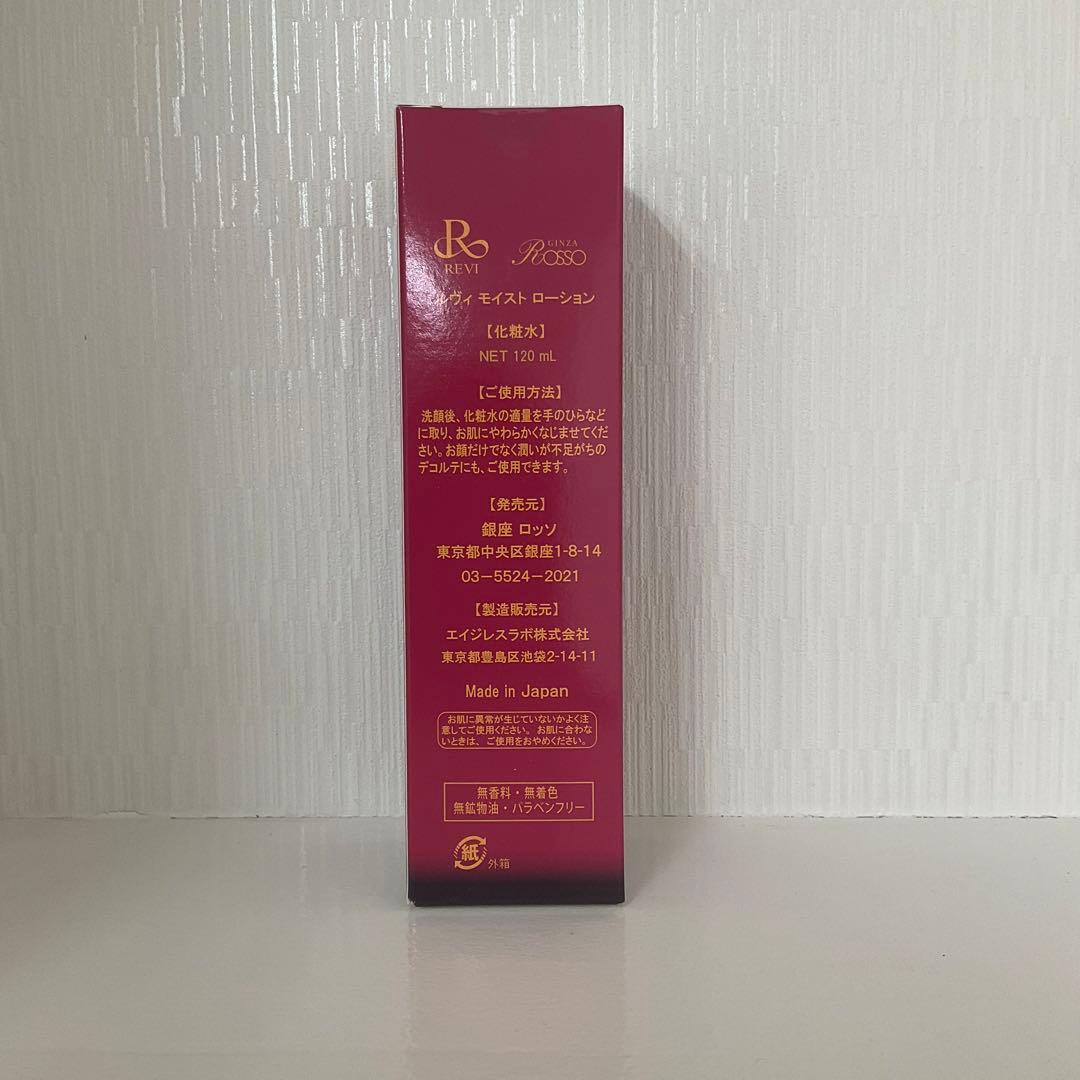 R
REVI
GINZA
Rosso
ルヴィ モイスト ローション
【化粧水】
NET 120 mL
【ご使用方法】
洗顔後、化粧水の適量を手のひらなど
に取り、お肌にやわらかくなじませてくだ
さい。お顔だけでなく潤いが不足がちの
デコルテにも、ご使用できます。
【発売元】
銀座 ロッソ
東京都中央区銀座1-8-14
03-5524-2021
【製造販売元】
エイジレスラボ株式会社
東京都豊島区池袋2-14-11
Made in Japan
お肌に異常が生じていないかよく注
意してご使用ください。お肌に合わな
いときは、ご使用をおやめください。
無香料・無着色
無鉱物油・パラベンフリー
紙 外箱